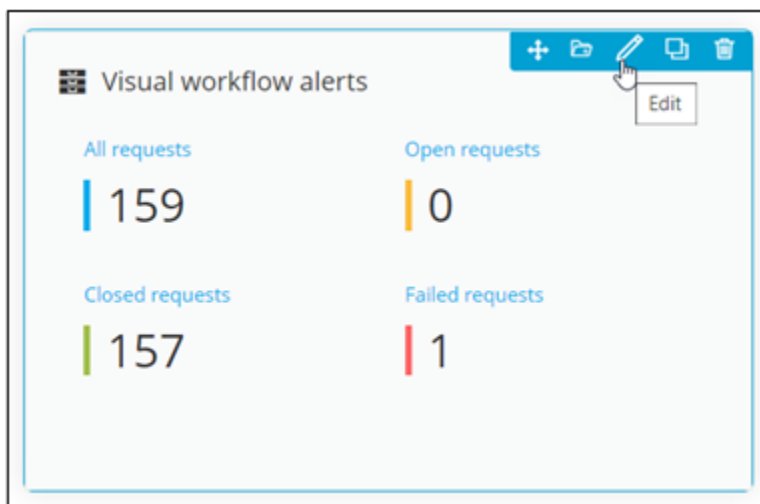 Visual workflow alerts
Edit
All requests
Open requests
159
0
Closed requests
Failed requests
157
1